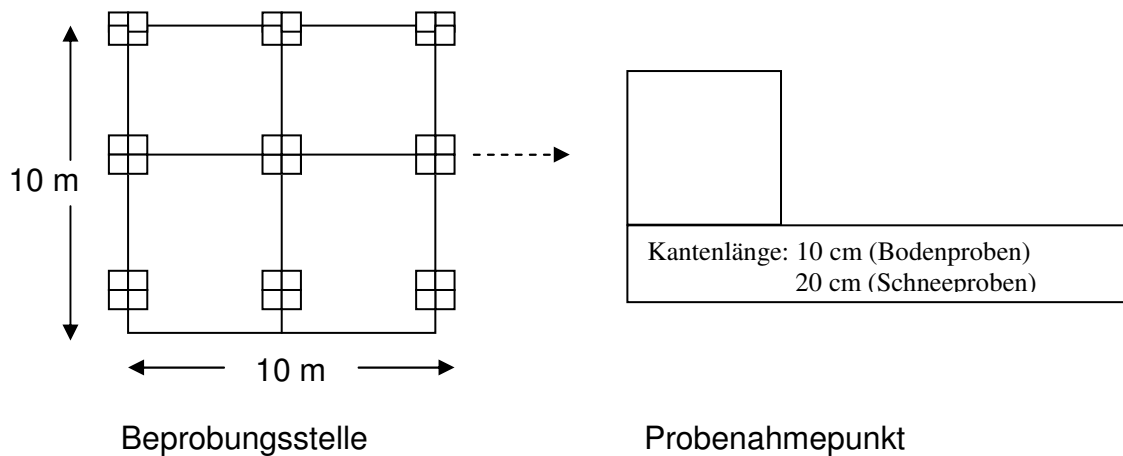 10 m
Kantenlänge: 10 cm (Bodenproben)
20 cm (Schneeproben)
10 m
Beprobungsstelle
Probenahmepunkt